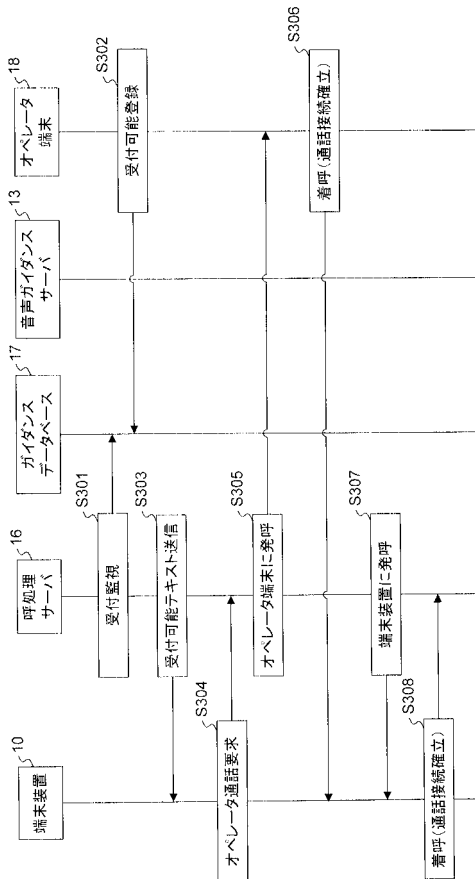 10
端末装置
16
呼処理
サーバ
17
ガイダンス
データベース
13
音声ガイダンス
サーバ
18
オペレータ
端末
S301
受付監視
S302
受付可能登録
S303
受付可能テキスト送信
S304
オペレータ通話要求
S305
オペレータ端末に発呼
S306
着呼(通話接続確立)
S307
端末装置に発呼
S308
着呼(通話接続確立)